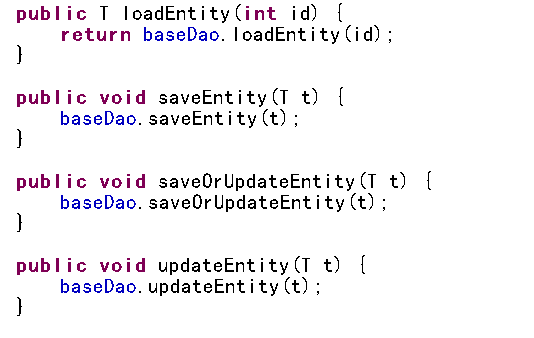 public T loadEntity(int id) {
    return baseDao.loadEntity(id);
}

public void saveEntity(T t) {
    baseDao.saveEntity(t);
}

public void saveOrUpdateEntity(T t) {
    baseDao.saveOrUpdateEntity(t);
}

public void updateEntity(T t) {
    baseDao.updateEntity(t);
}